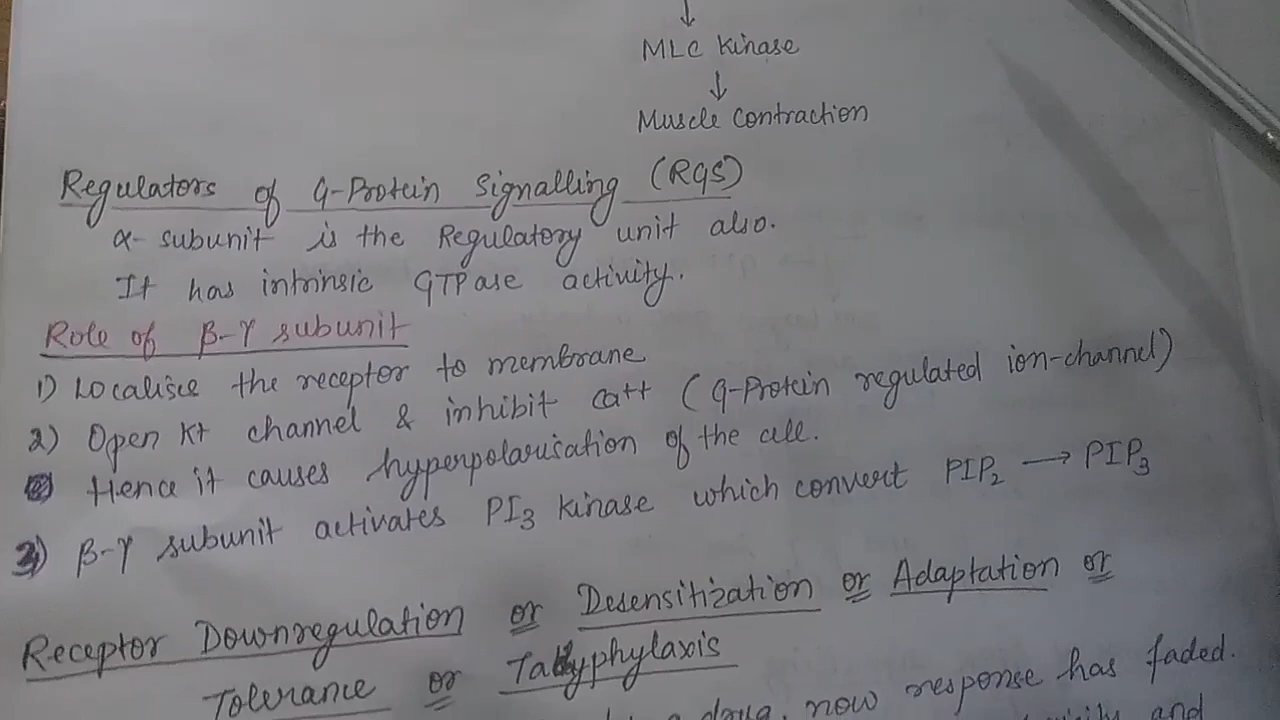 ↓
MLC Kinase
↓
Muscle Contraction
Regulators of G-Protein Signalling (RGS)
α-subunit is the Regulatory unit also.
It has intrinsic GTPase activity.
Role of β-γ subunit
1) Localise the receptor to membrane
2) Open K+ channel & inhibit Ca++ (G-Protein regulated ion-channel)
Hence it causes hyperpolarisation of the cell.
3) β-γ subunit activates PI3 kinase which convert PIP2 → PIP3
Receptor Downregulation or Desensitization or Adaptation or
Tolerance or Tachyphylaxis
drug, now response has faded.
and